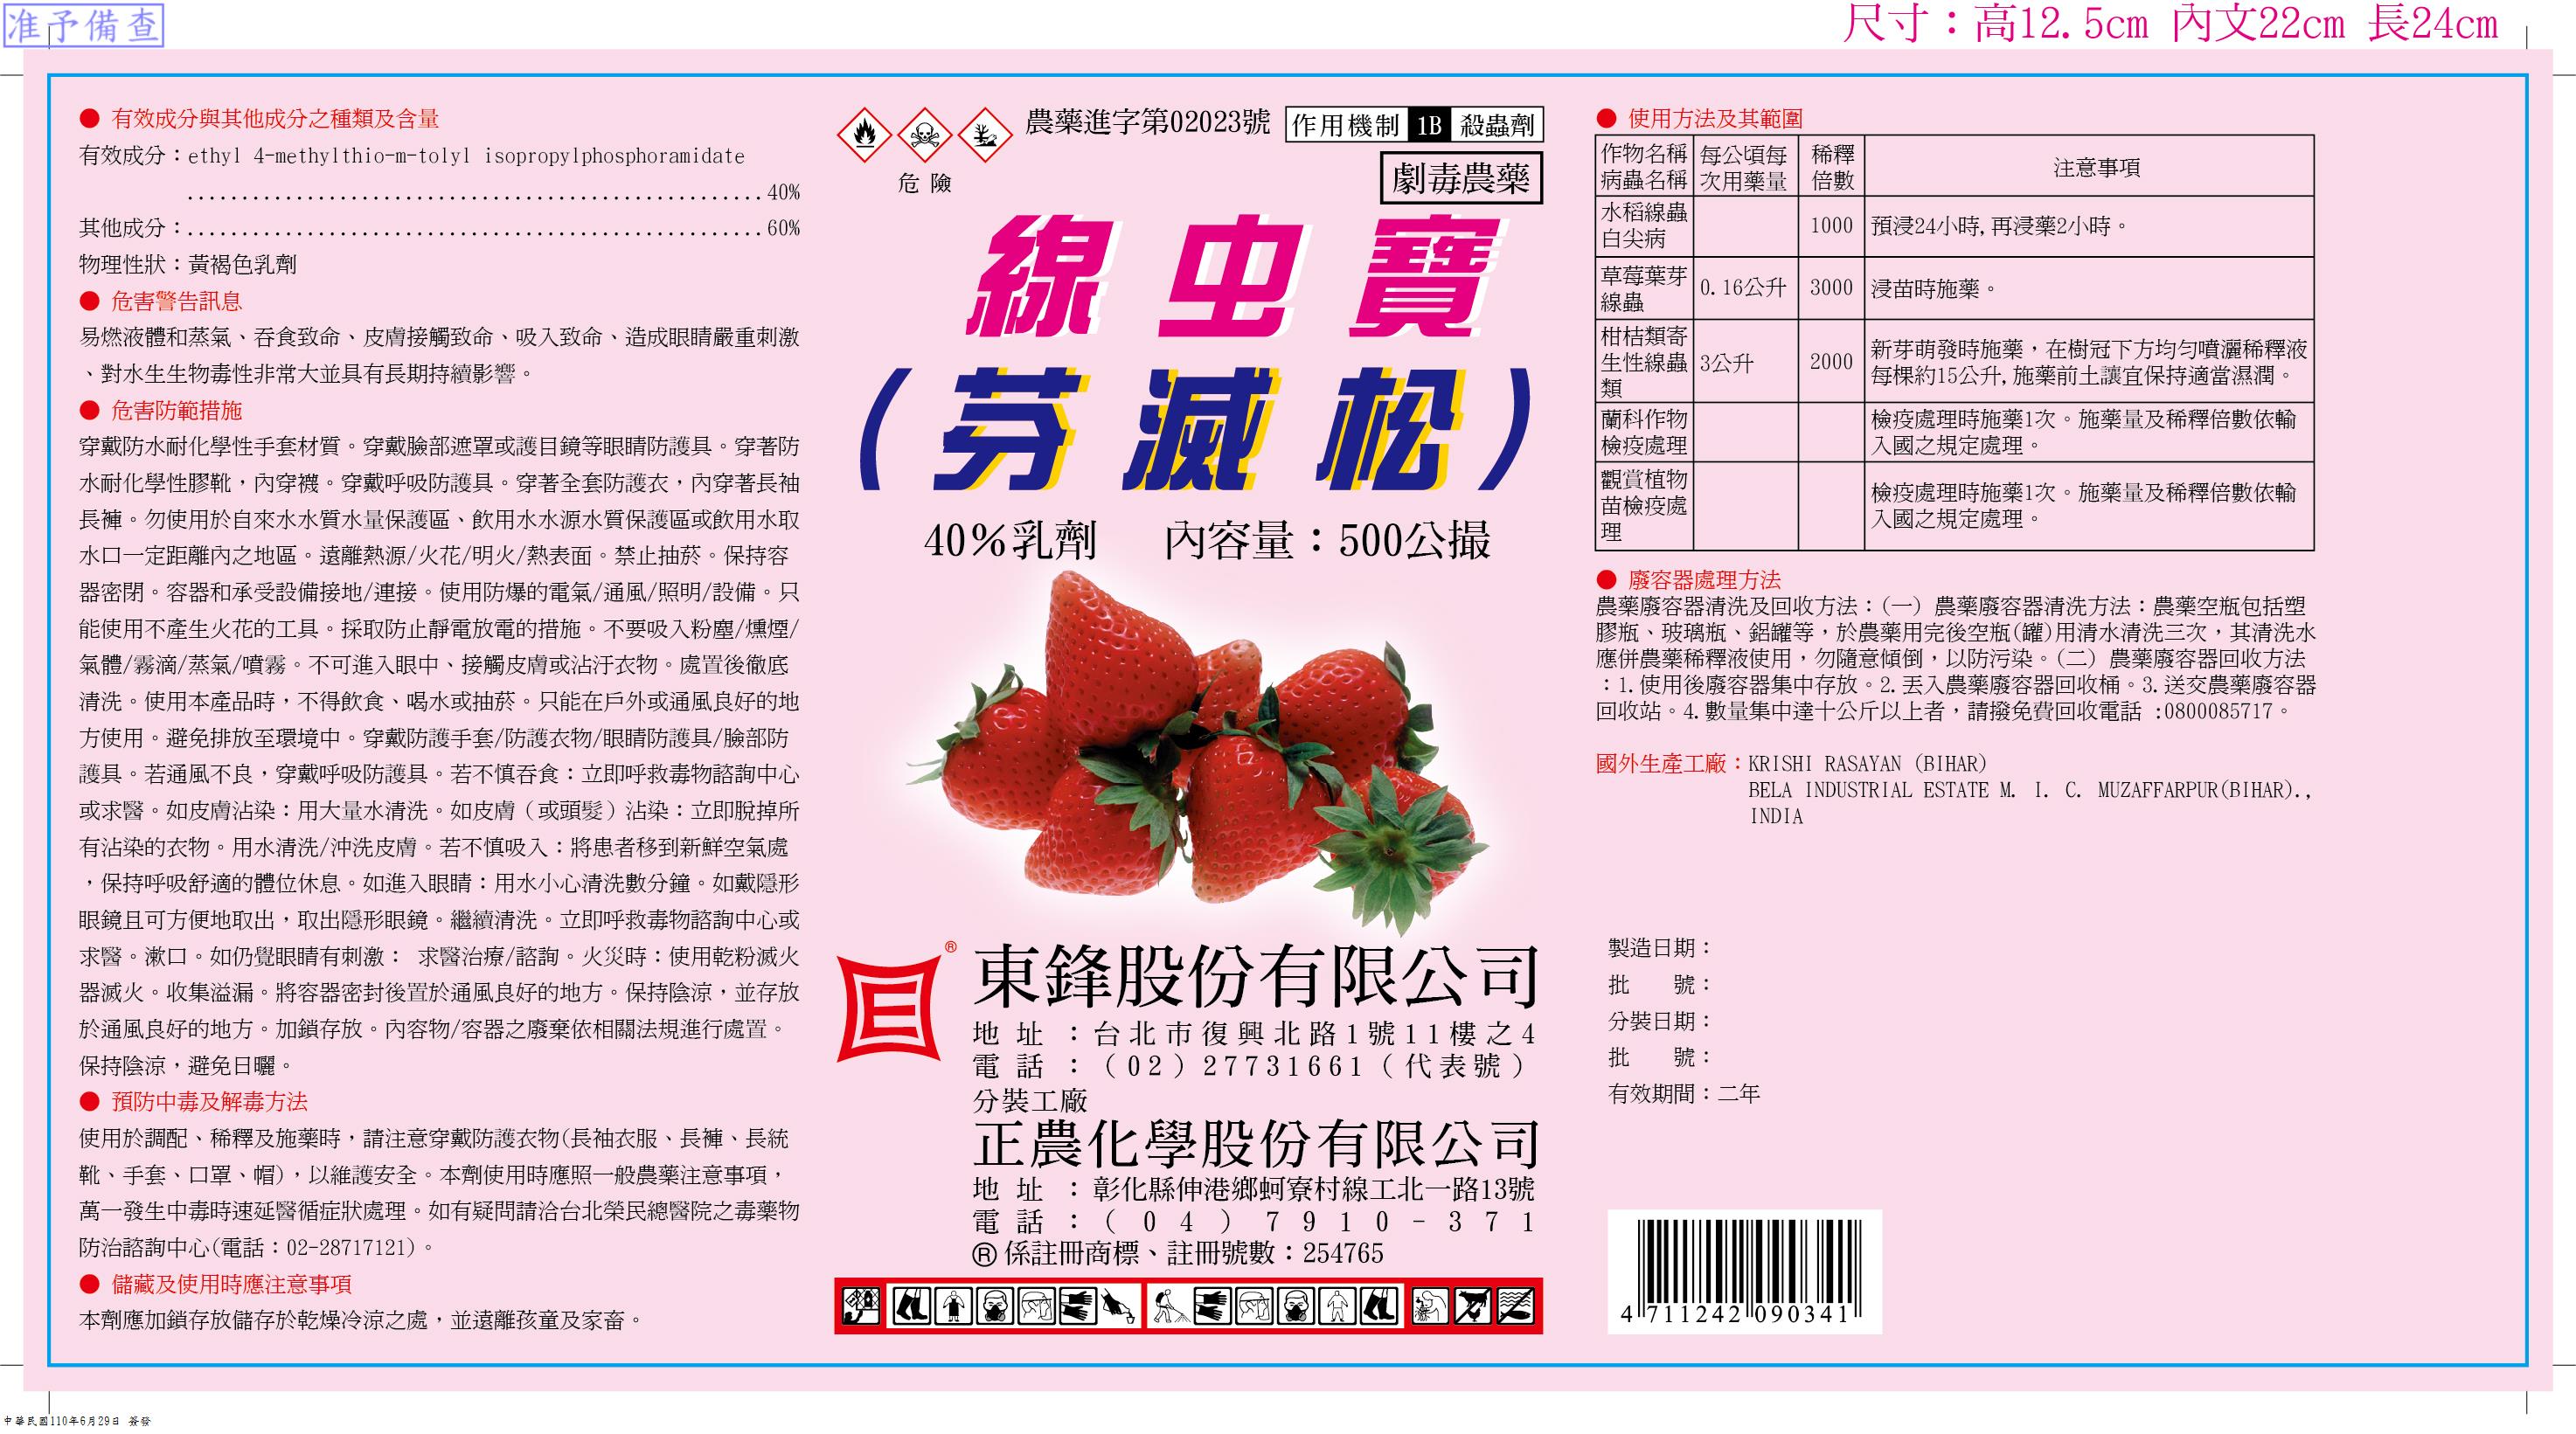 准予備查
尺寸：高12.5cm 內文22cm 長24cm
● 有效成分與其他成分之種類及含量
有效成分：ethyl 4-methylthio-m-tolyl isopropylphosphoramidate
.....................................................40%
其他成分：.....................................................60%
物理性狀：黃褐色乳劑
● 危害警告訊息
易燃液體和蒸氣、吞食致命、皮膚接觸致命、吸入致命、造成眼睛嚴重刺激
、對水生生物毒性非常大並具有長期持續影響。
● 危害防範措施
穿戴防水耐化學性手套材質。穿戴臉部遮罩或護目鏡等眼睛防護具。穿著防
水耐化學性膠靴，內穿襪。穿戴呼吸防護具。穿著全套防護衣，內穿著長袖
長褲。勿使用於自來水水質水量保護區、飲用水水源水質保護區或飲用水取
水口一定距離內之地區。遠離熱源/火花/明火/熱表面。禁止抽菸。保持容
器密閉。容器和承受設備接地/連接。使用防爆的電氣/通風/照明/設備。只
能使用不產生火花的工具。採取防止靜電放電的措施。不要吸入粉塵/燻煙/
氣體/霧滴/蒸氣/噴霧。不可進入眼中、接觸皮膚或沾汙衣物。處置後徹底
清洗。使用本產品時，不得飲食、喝水或抽菸。只能在戶外或通風良好的地
方使用。避免排放至環境中。穿戴防護手套/防護衣物/眼睛防護具/臉部防
護具。若通風不良，穿戴呼吸防護具。若不慎吞食：立即呼救毒物諮詢中心
或求醫。如皮膚沾染：用大量水清洗。如皮膚（或頭髮）沾染：立即脫掉所
有沾染的衣物。用水清洗/沖洗皮膚。若不慎吸入：將患者移到新鮮空氣處
，保持呼吸舒適的體位休息。如進入眼睛：用水小心清洗數分鐘。如戴隱形
眼鏡且可方便地取出，取出隱形眼鏡。繼續清洗。立即呼救毒物諮詢中心或
求醫。漱口。如仍覺眼睛有刺激： 求醫治療/諮詢。火災時：使用乾粉滅火
器滅火。收集溢漏。將容器密封後置於通風良好的地方。保持陰涼，並存放
於通風良好的地方。加鎖存放。內容物/容器之廢棄依相關法規進行處置。
保持陰涼，避免日曬。
● 預防中毒及解毒方法
使用於調配、稀釋及施藥時，請注意穿戴防護衣物(長袖衣服、長褲、長統
靴、手套、口罩、帽)，以維護安全。本劑使用時應照一般農藥注意事項，
萬一發生中毒時速延醫循症狀處理。如有疑問請洽台北榮民總醫院之毒藥物
防治諮詢中心(電話：02-28717121)。
● 儲藏及使用時應注意事項
本劑應加鎖存放儲存於乾燥冷涼之處，並遠離孩童及家畜。
危險
農藥進字第02023號
作用機制 1B 殺蟲劑
劇毒農藥
線虫寶
(芬滅松)
40%乳劑 內容量：500公撮
® 東鋒股份有限公司
地址：台北市復興北路1號11樓之4
電話：(02)27731661(代表號)
分裝工廠
正農化學股份有限公司
地址：彰化縣伸港鄉蚵寮村線工北一路13號
電話：(04)7910-371
®係註冊商標、註冊號數：254765
● 使用方法及其範圍
作物名稱 每公頃每 稀釋 注意事項
病蟲名稱 次用藥量 倍數
水稻線蟲 1000 預浸24小時,再浸藥2小時。
白尖病
草莓葉芽 0.16公升 3000 浸苗時施藥。
線蟲
柑桔類寄 3公升 2000 新芽萌發時施藥，在樹冠下方均勻噴灑稀釋液
生性線蟲 每棵約15公升,施藥前土讓宜保持適當濕潤。
類
蘭科作物 檢疫處理時施藥1次。施藥量及稀釋倍數依輸
檢疫處理 入國之規定處理。
觀賞植物 檢疫處理時施藥1次。施藥量及稀釋倍數依輸
苗檢疫處 入國之規定處理。
理
● 廢容器處理方法
農藥廢容器清洗及回收方法：(一) 農藥廢容器清洗方法：農藥空瓶包括塑
膠瓶、玻璃瓶、鋁罐等，於農藥用完後空瓶(罐)用清水清洗三次，其清洗水
應併農藥稀釋液使用，勿隨意傾倒，以防污染。(二) 農藥廢容器回收方法
：1.使用後廢容器集中存放。2.丟入農藥廢容器回收桶。3.送交農藥廢容器
回收站。4.數量集中達十公斤以上者，請撥免費回收電話 :0800085717。
國外生產工廠：KRISHI RASAYAN (BIHAR)
BELA INDUSTRIAL ESTATE M. I. C. MUZAFFARPUR(BIHAR).,
INDIA
製造日期：
批 號：
分裝日期：
批 號：
有效期間：二年
4 711242 090341
中華民國110年6月29日 簽發